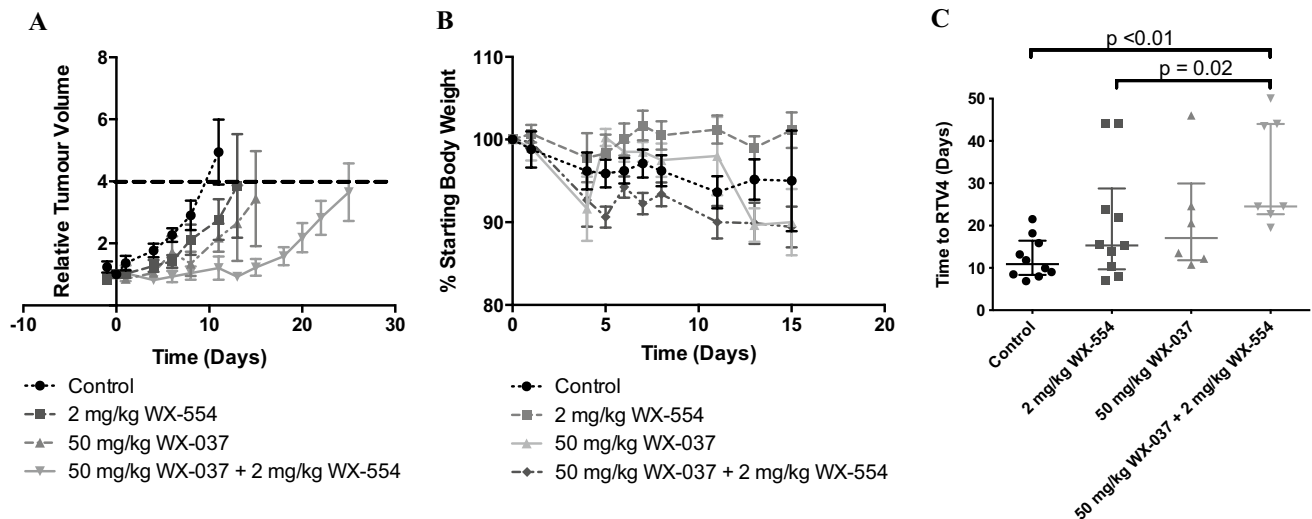 A
Relative Tumour Volume
8
6
4
2
-10 0 10 20 30
Time (Days)
Control
2 mg/kg WX-554
50 mg/kg WX-037
50 mg/kg WX-037 + 2 mg/kg WX-554
B
% Starting Body Weight
110
100
90
80
0 5 10 15 20
Time (Days)
Control
2 mg/kg WX-554
50 mg/kg WX-037
50 mg/kg WX-037 + 2 mg/kg WX-554
C
p <0.01
p = 0.02
Time to RTV4 (Days)
50
40
30
20
10
0
Control
2 mg/kg WX-554
50 mg/kg WX-037
50 mg/kg WX-037 + 2 mg/kg WX-554